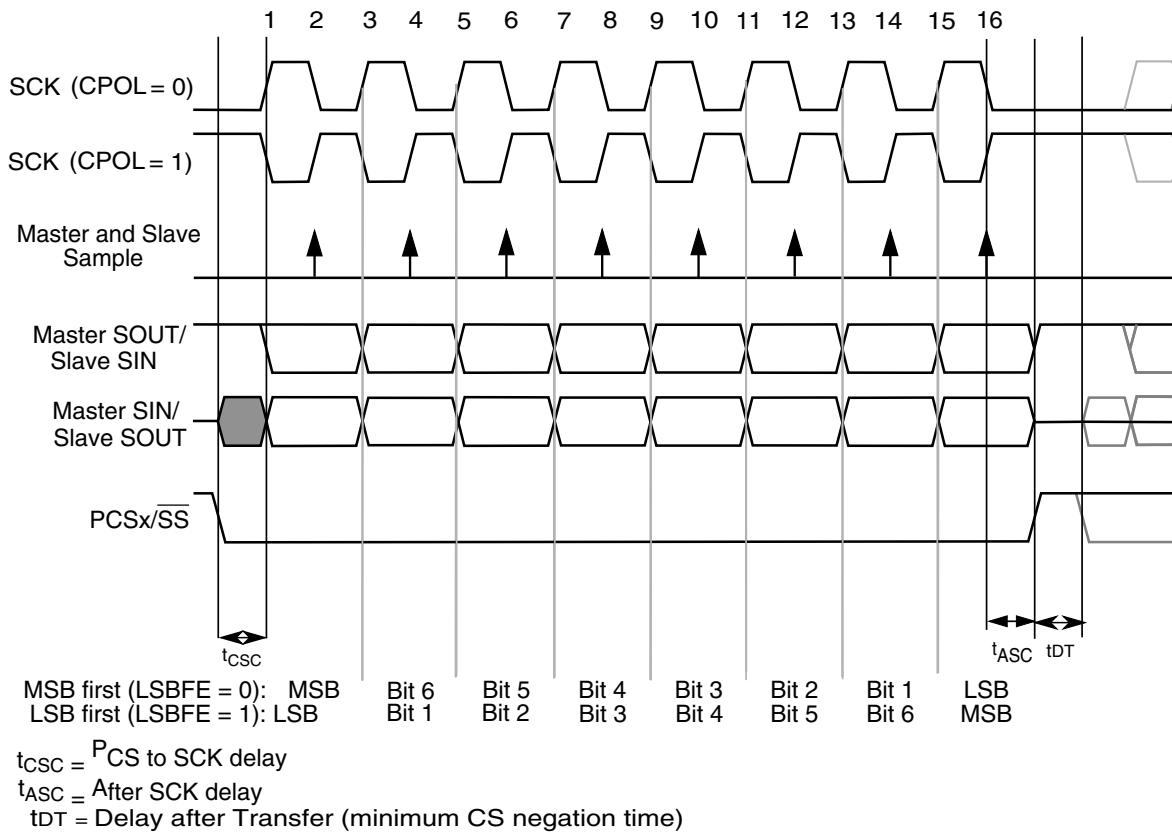 1 2 3 4 5 6 7 8 9 10 11 12 13 14 15 16
SCK (CPOL = 0)
SCK (CPOL = 1)
Master and Slave
Sample
Master SOUT/
Slave SIN
Master SIN/
Slave SOUT
PCSx/SS
tCSC
tASC
tDT
MSB first (LSBFE = 0): MSB Bit 6 Bit 5 Bit 4 Bit 3 Bit 2 Bit 1 LSB
LSB first (LSBFE = 1): LSB Bit 1 Bit 2 Bit 3 Bit 4 Bit 5 Bit 6 MSB
tCSC = PCS to SCK delay
tASC = After SCK delay
tDT = Delay after Transfer (minimum CS negation time)